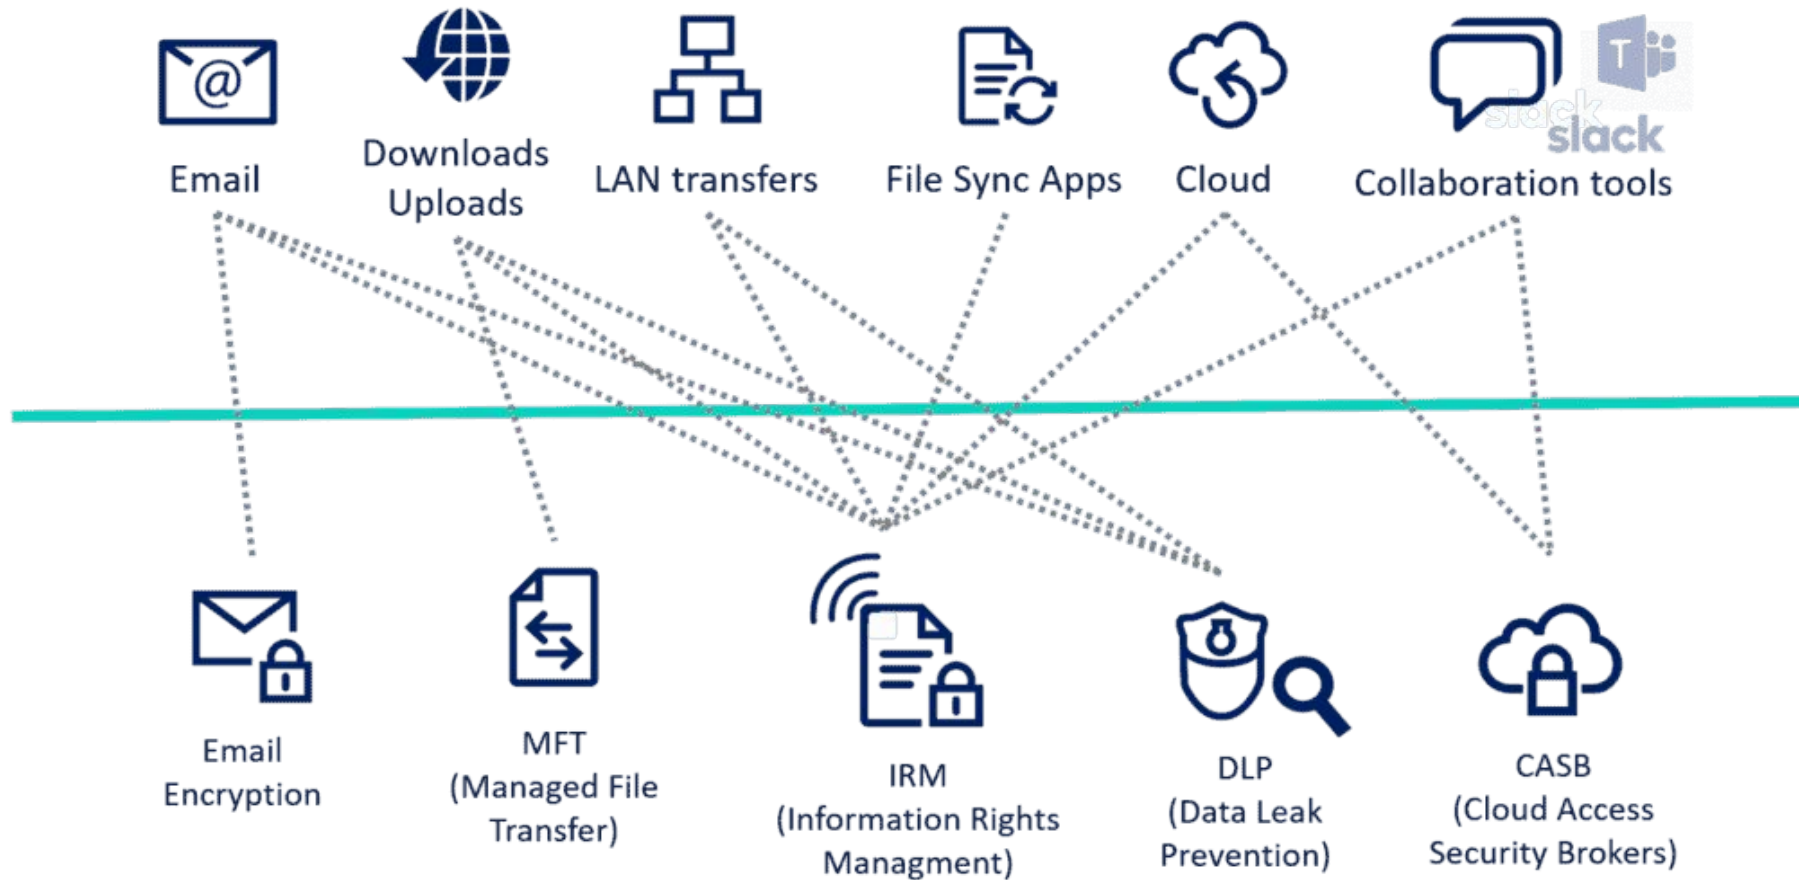 @
T
slack
slack
Email
Downloads
Uploads
LAN transfers
File Sync Apps
Cloud
Collaboration tools
Email
Encryption
MFT
(Managed File
Transfer)
IRM
(Information Rights
Managment)
DLP
(Data Leak
Prevention)
CASB
(Cloud Access
Security Brokers)